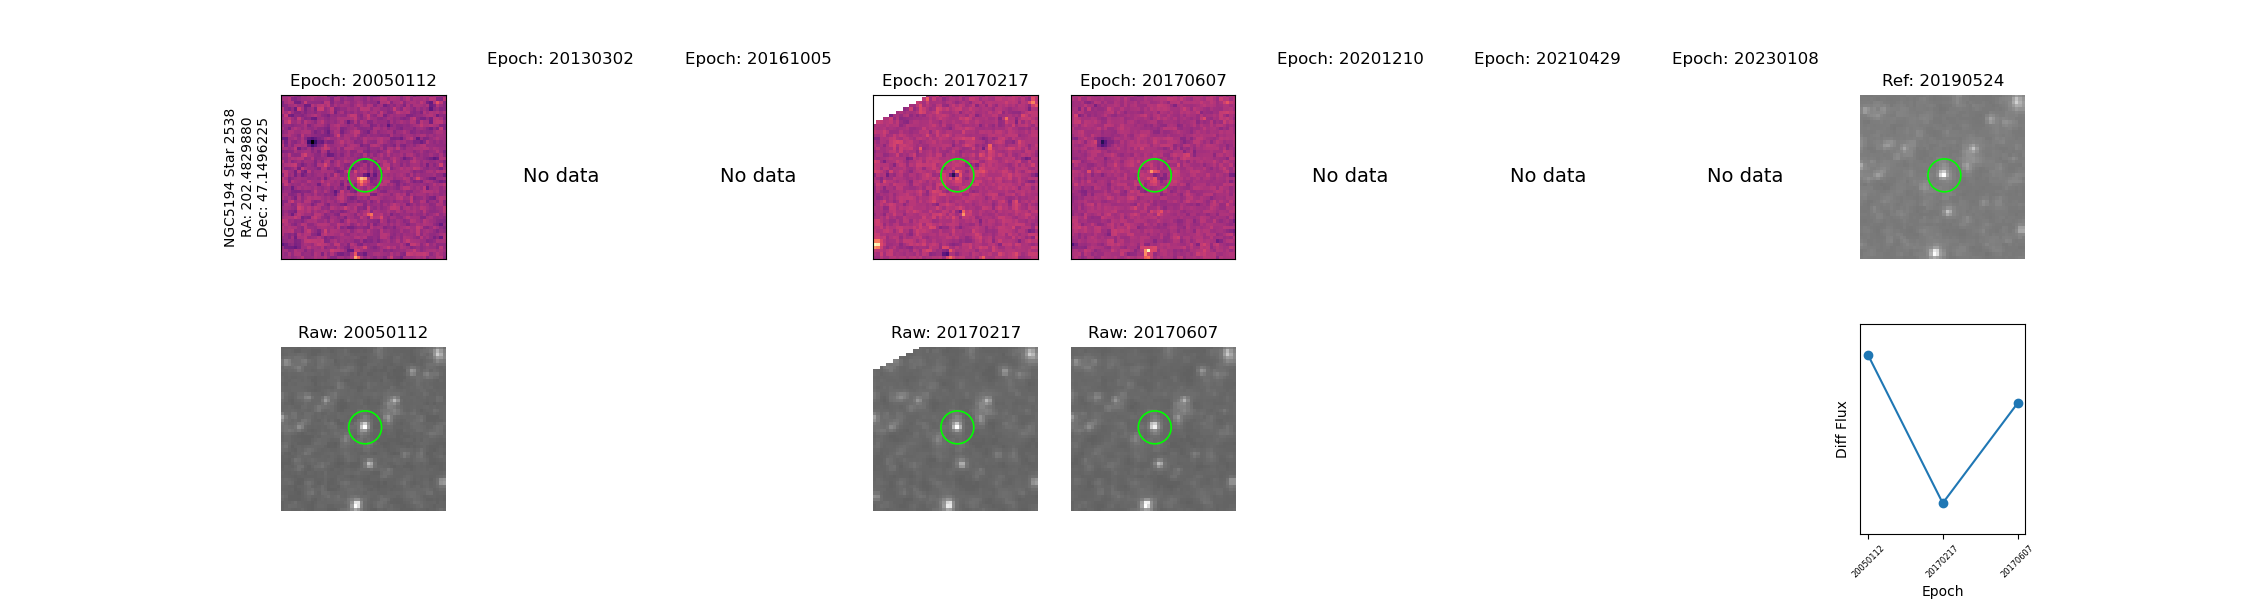 Epoch: 20050112
Epoch: 20130302
Epoch: 20161005
Epoch: 20170217
Epoch: 20170607
Epoch: 20201210
Epoch: 20210429
Epoch: 20230108
Ref: 20190524
NGC5194 Star 2538
RA: 202.4829880
Dec: 47.1496225
No data
No data
No data
No data
No data
Raw: 20050112
Raw: 20170217
Raw: 20170607
Diff Flux
20050112
20170217
20170607
Epoch